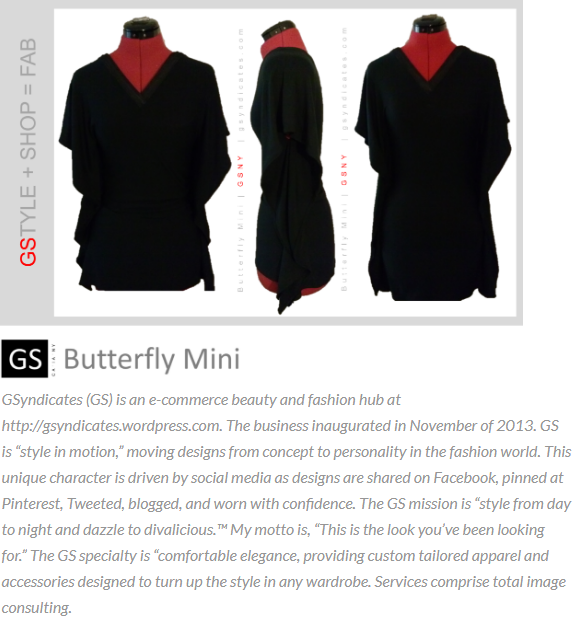 GSTYLE + SHOP = FAB
Butterfly Mini | GSNY | gsyndicates com
Butterfly Mini | GSNY | gsyndicates com
GS Butterfly Mini
GSyndicates (GS) is an e-commerce beauty and fashion hub at
http://gsyndicates.wordpress.com. The business inaugurated in November of 2013. GS
is “style in motion,” moving designs from concept to personality in the fashion world. This
unique character is driven by social media as designs are shared on Facebook, pinned at
Pinterest, Tweeted, blogged, and worn with confidence. The GS mission is “style from day
to night and dazzle to divalicious.™ My motto is, “This is the look you’ve been looking
for.” The GS specialty is “comfortable elegance, providing custom tailored apparel and
accessories designed to turn up the style in any wardrobe. Services comprise total image
consulting.